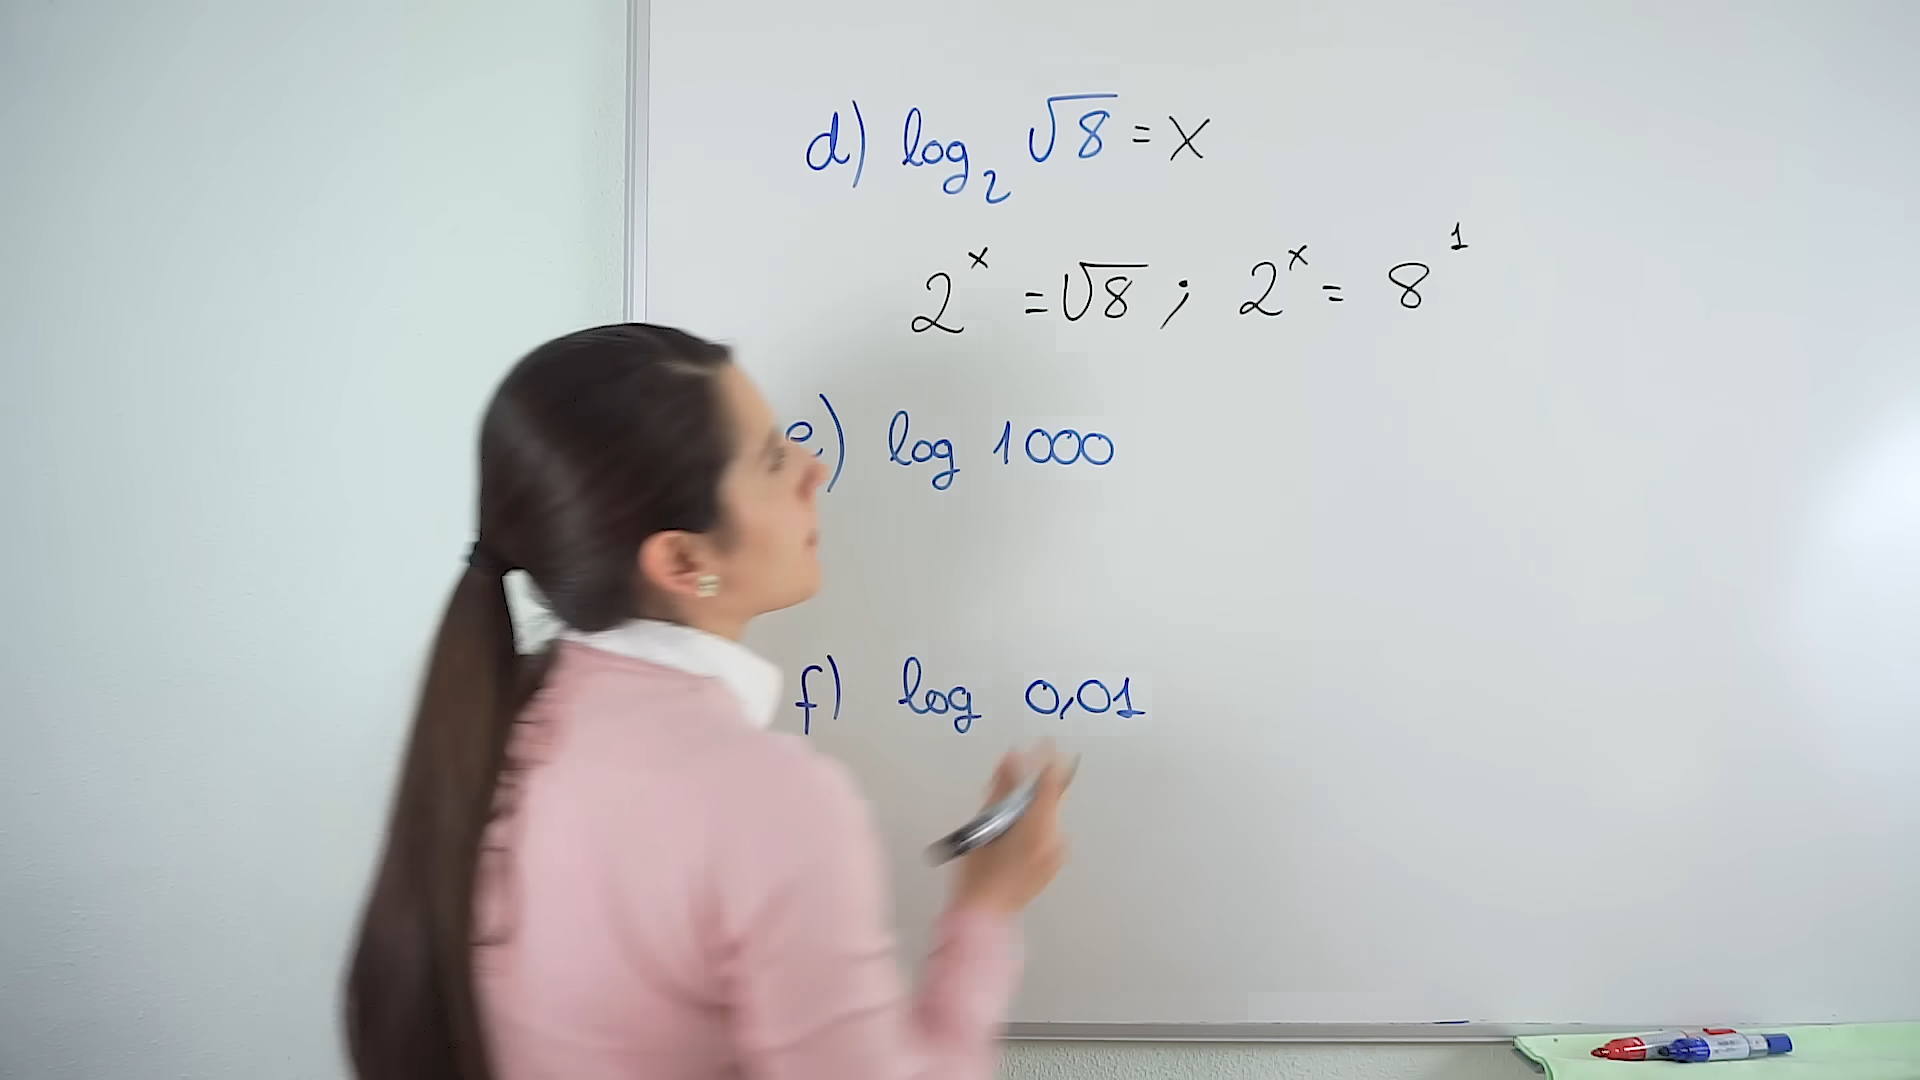 d) log₂ √8 = x
2ˣ = √8 ; 2ˣ = 8¹
e) log 1000
f) log 0,01